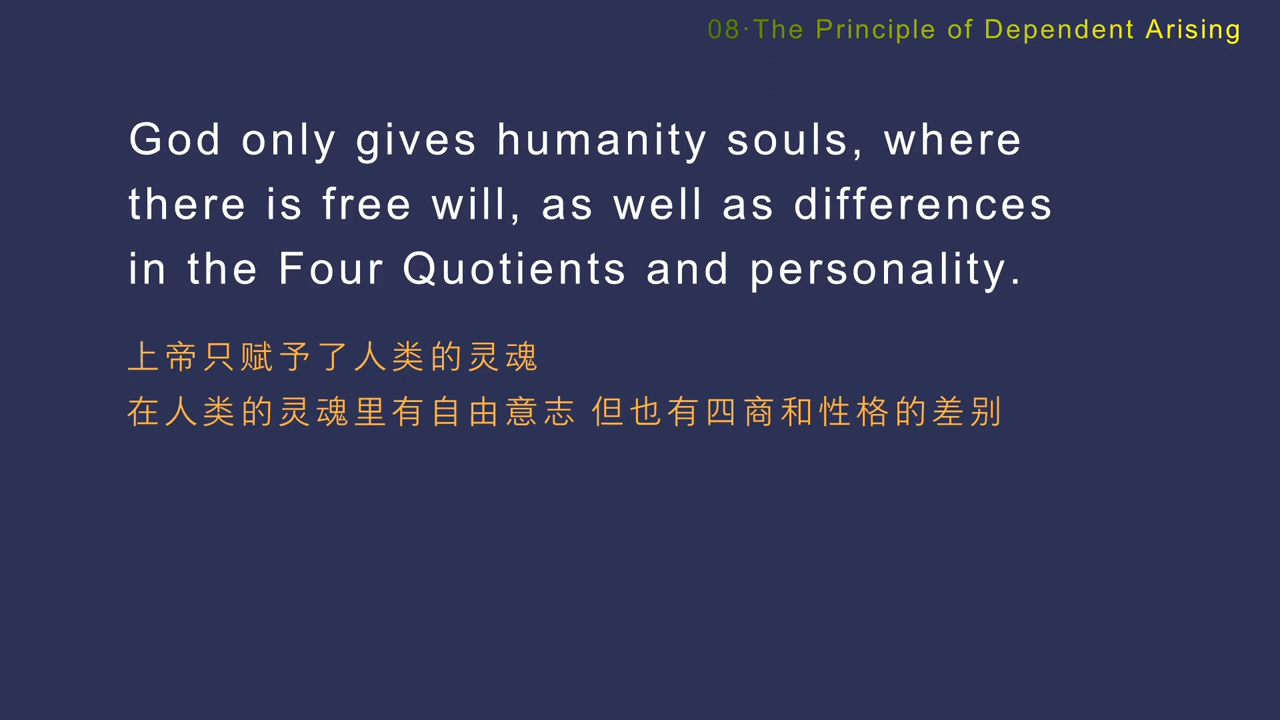 08·The Principle of Dependent Arising
God only gives humanity souls, where
there is free will, as well as differences
in the Four Quotients and personality.
上帝只赋予了人类的灵魂
在人类的灵魂里有自由意志 但也有四商和性格的差别